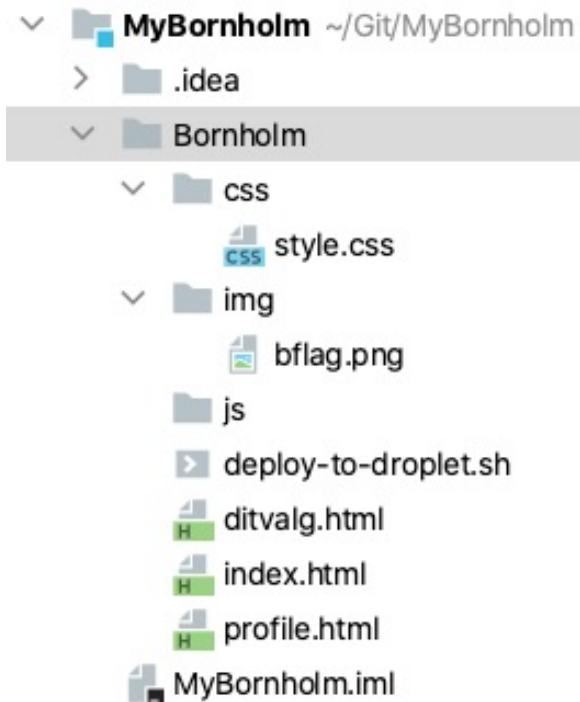 MyBornholm ~/Git/MyBornholm
.idea
Bornholm
css
CSS style.css
img
bflag.png
js
deploy-to-droplet.sh
H ditvalg.html
H index.html
H profile.html
MyBornholm.iml